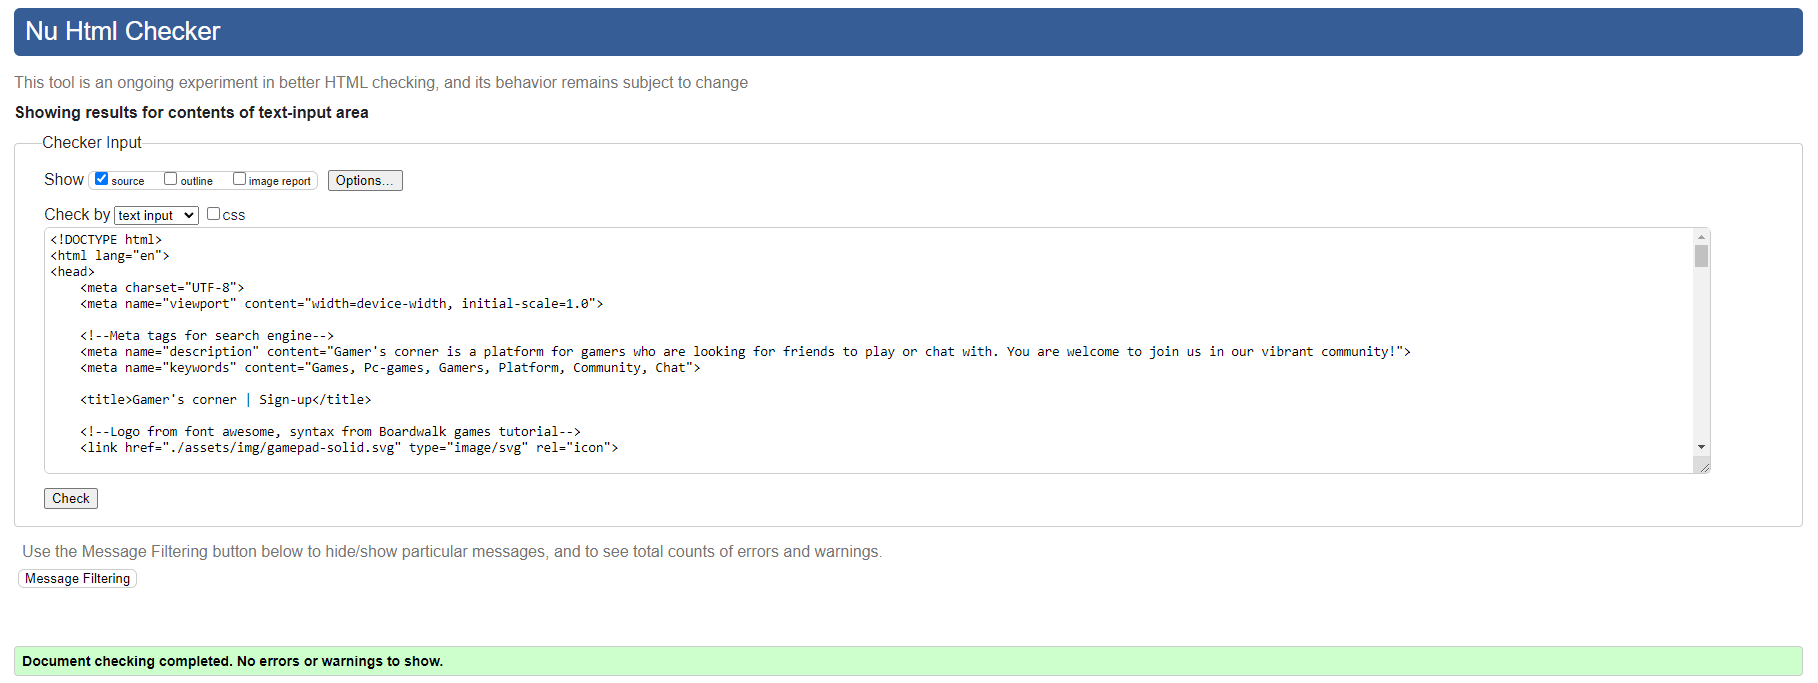 Nu Html Checker
This tool is an ongoing experiment in better HTML checking, and its behavior remains subject to change
Showing results for contents of text-input area
Checker Input
Show source outline image report Options...
Check by text input css
<!DOCTYPE html>
<html lang="en">
<head>
    <meta charset="UTF-8">
    <meta name="viewport" content="width=device-width, initial-scale=1.0">
    <!--Meta tags for search engine-->
    <meta name="description" content="Gamer's corner is a platform for gamers who are looking for friends to play or chat with. You are welcome to join us in our vibrant community!">
    <meta name="keywords" content="Games, Pc-games, Gamers, Platform, Community, Chat">
    <title>Gamer's corner | Sign-up</title>
    <!--Logo from font awesome, syntax from Boardwalk games tutorial-->
    <link href="./assets/img/gamepad-solid.svg" type="image/svg" rel="icon">
Check
Use the Message Filtering button below to hide/show particular messages, and to see total counts of errors and warnings.
Message Filtering
Document checking completed. No errors or warnings to show.